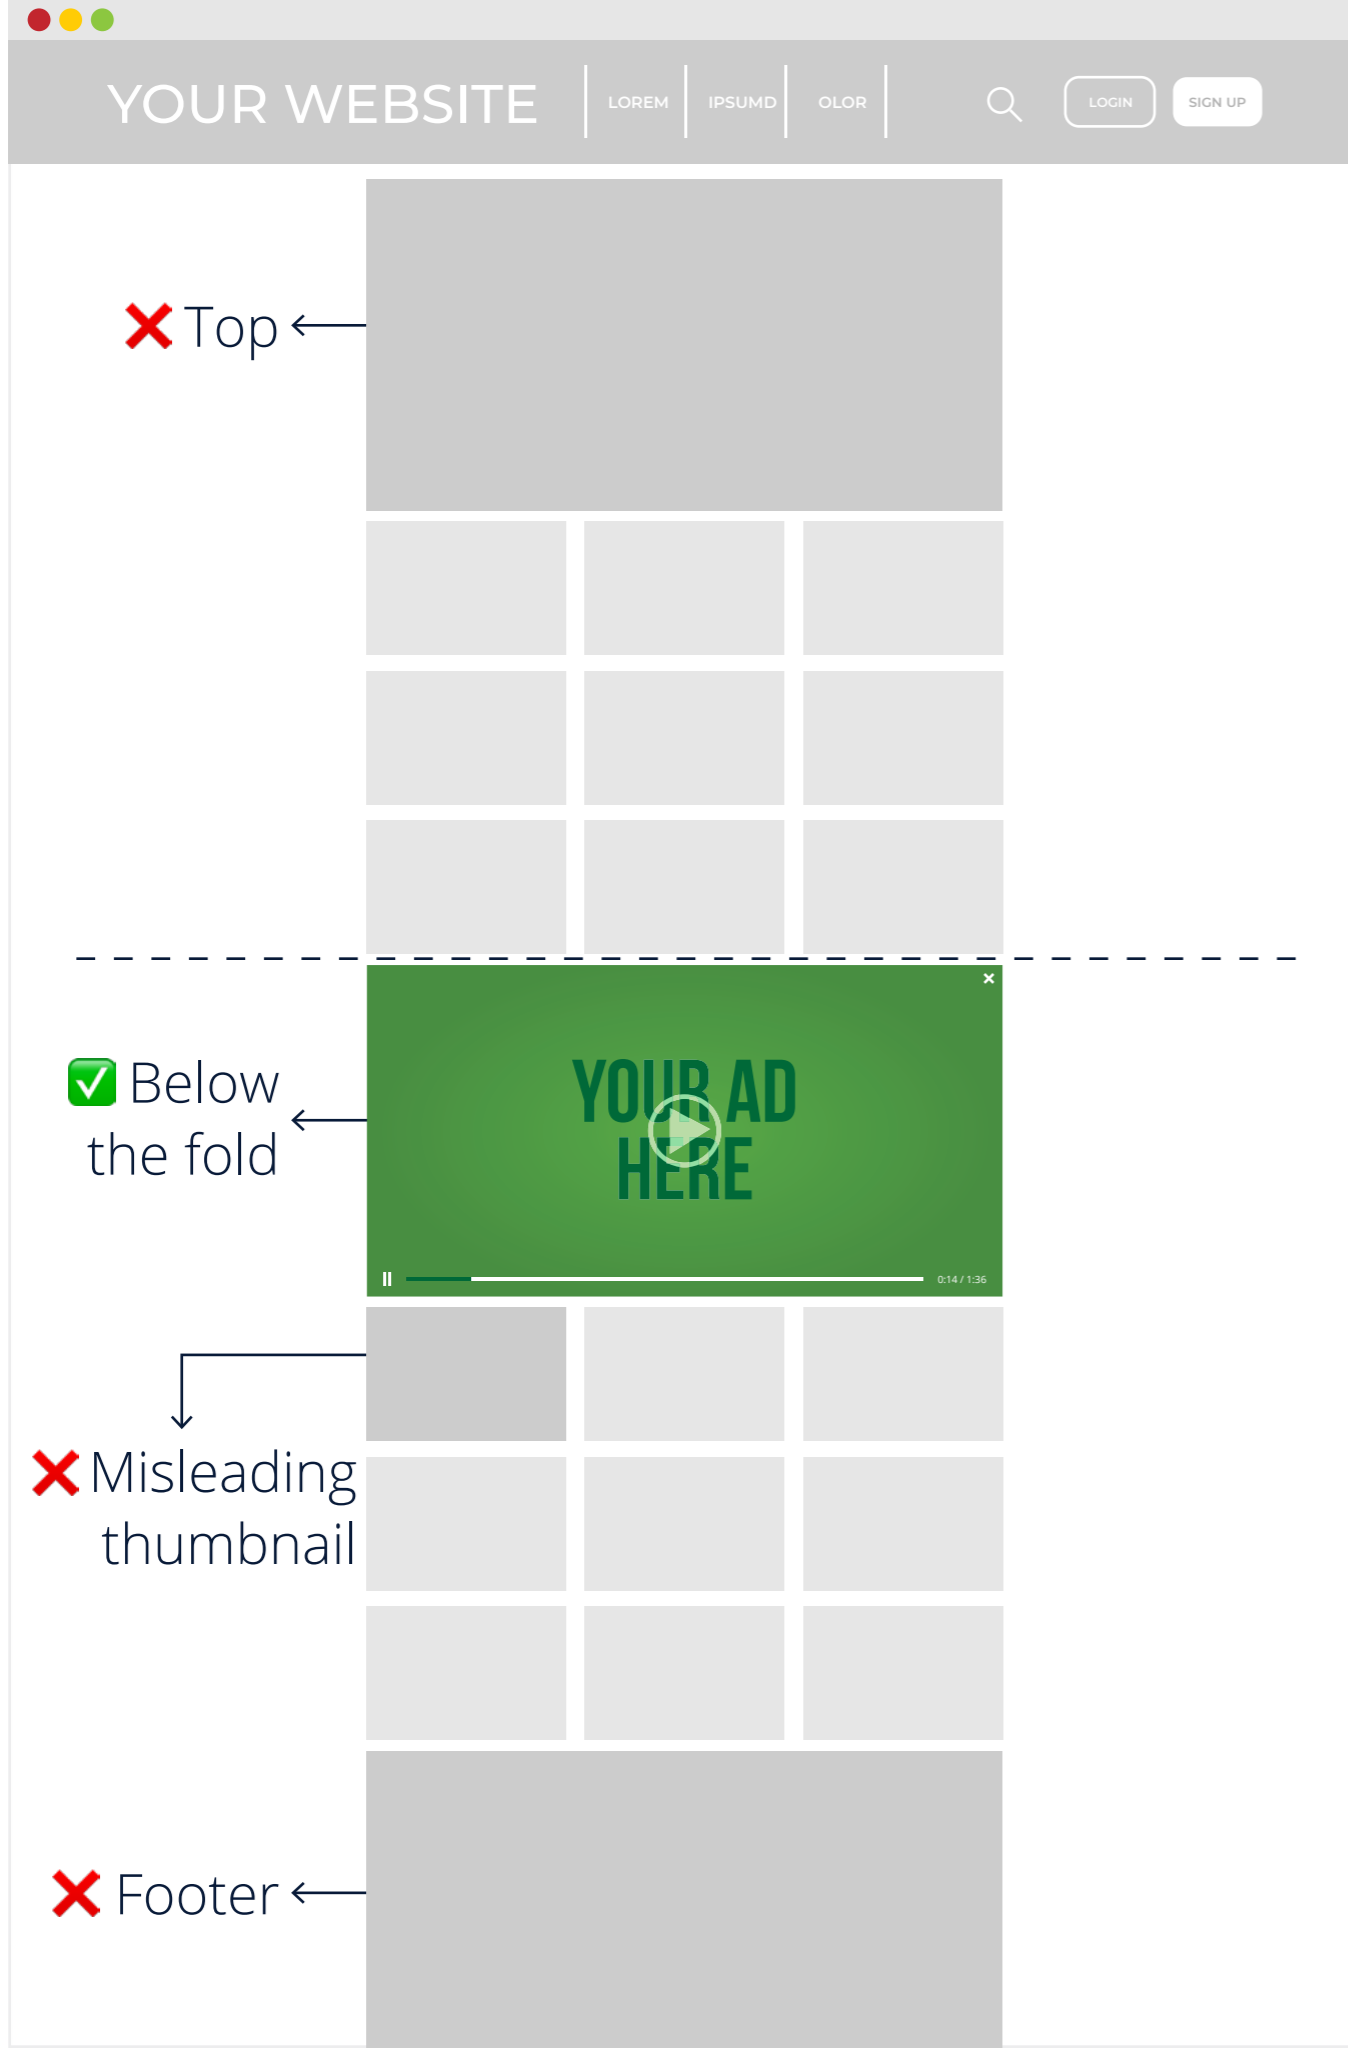 YOUR WEBSITE
LOREM
IPSUMD
OLOR
LOGIN
SIGN UP
Top
Below
the fold
YOUR AD
HERE
0:14 / 1:36
Misleading
thumbnail
Footer